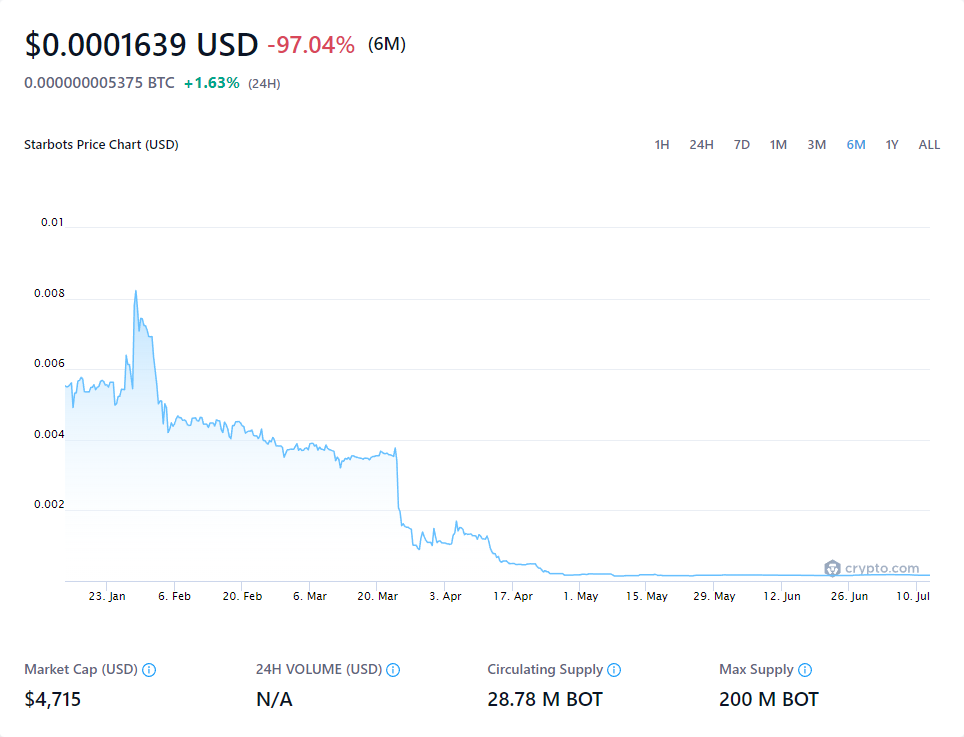 $0.0001639 USD -97.04% (6M)
0.000000005375 BTC +1.63% (24H)
Starbots Price Chart (USD) 1H 24H 7D 1M 3M 6M 1Y ALL
0.01
0.008
0.006
0.004
0.002
crypto.com
23. Jan 6. Feb 20. Feb 6. Mar 20. Mar 3. Apr 17. Apr 1. May 15. May 29. May 12. Jun 26. Jun 10. Jul
Market Cap (USD) 24H VOLUME (USD) Circulating Supply Max Supply
$4,715 N/A 28.78 M BOT 200 M BOT